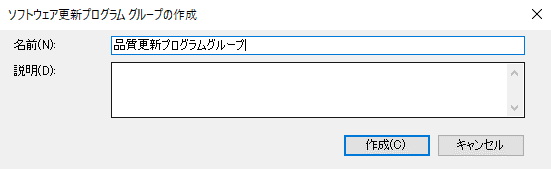 ソフトウェア更新プログラム グループの作成
名前(N):
品質更新プログラムグループ
説明(D):
作成(C)
キャンセル